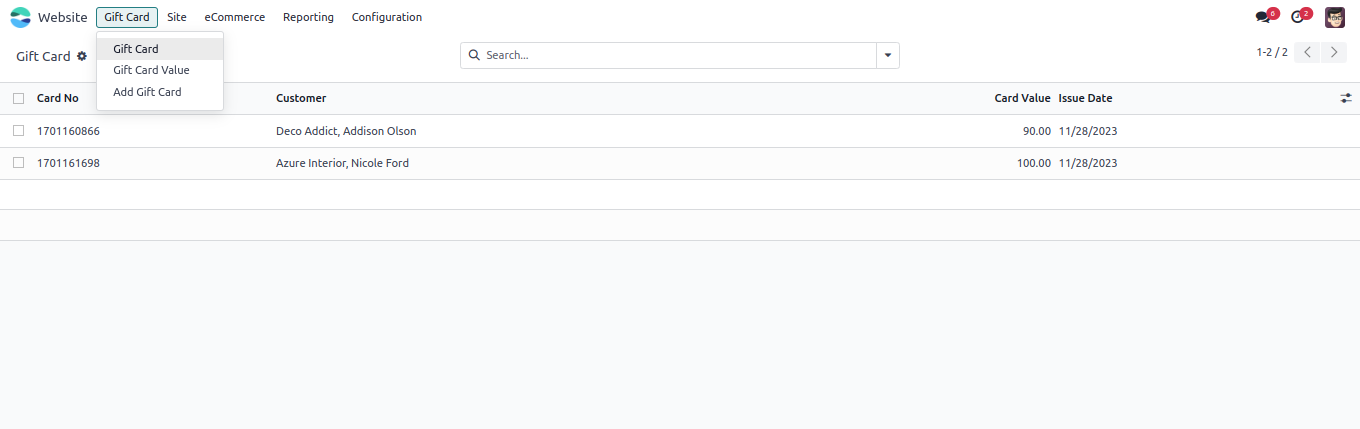 Website Gift Card Site eCommerce Reporting Configuration 0 2
Gift Card Search... 1-2 / 2
Gift Card
Gift Card Value
Add Gift Card
Card No Customer Card Value Issue Date
1701160866 Deco Addict, Addison Olson 90.00 11/28/2023
1701161698 Azure Interior, Nicole Ford 100.00 11/28/2023